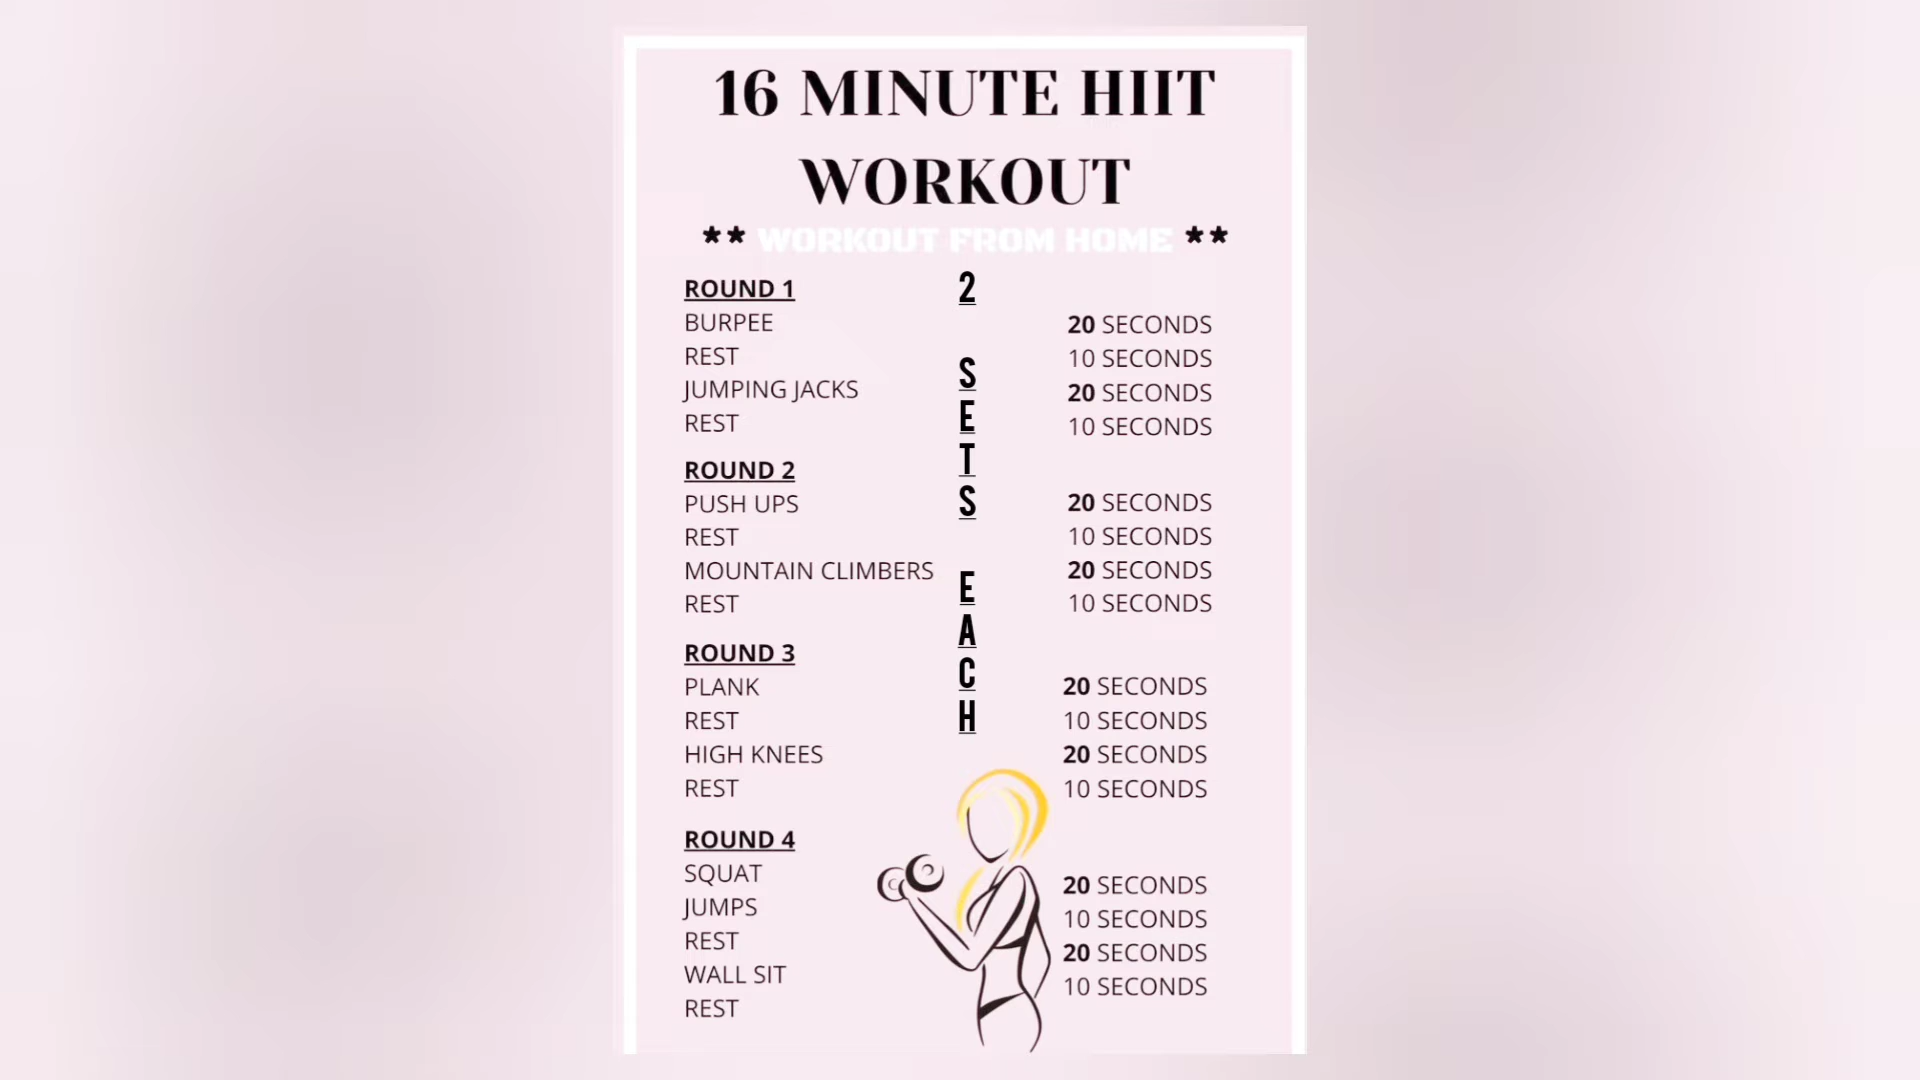 16 MINUTE HIIT
WORKOUT
** WORKOUT FROM HOME **
2 SETS EACH
ROUND 1
BURPEE 20 SECONDS
REST 10 SECONDS
JUMPING JACKS 20 SECONDS
REST 10 SECONDS
ROUND 2
PUSH UPS 20 SECONDS
REST 10 SECONDS
MOUNTAIN CLIMBERS 20 SECONDS
REST 10 SECONDS
ROUND 3
PLANK 20 SECONDS
REST 10 SECONDS
HIGH KNEES 20 SECONDS
REST 10 SECONDS
ROUND 4
SQUAT 20 SECONDS
JUMPS 10 SECONDS
REST 20 SECONDS
WALL SIT 10 SECONDS
REST